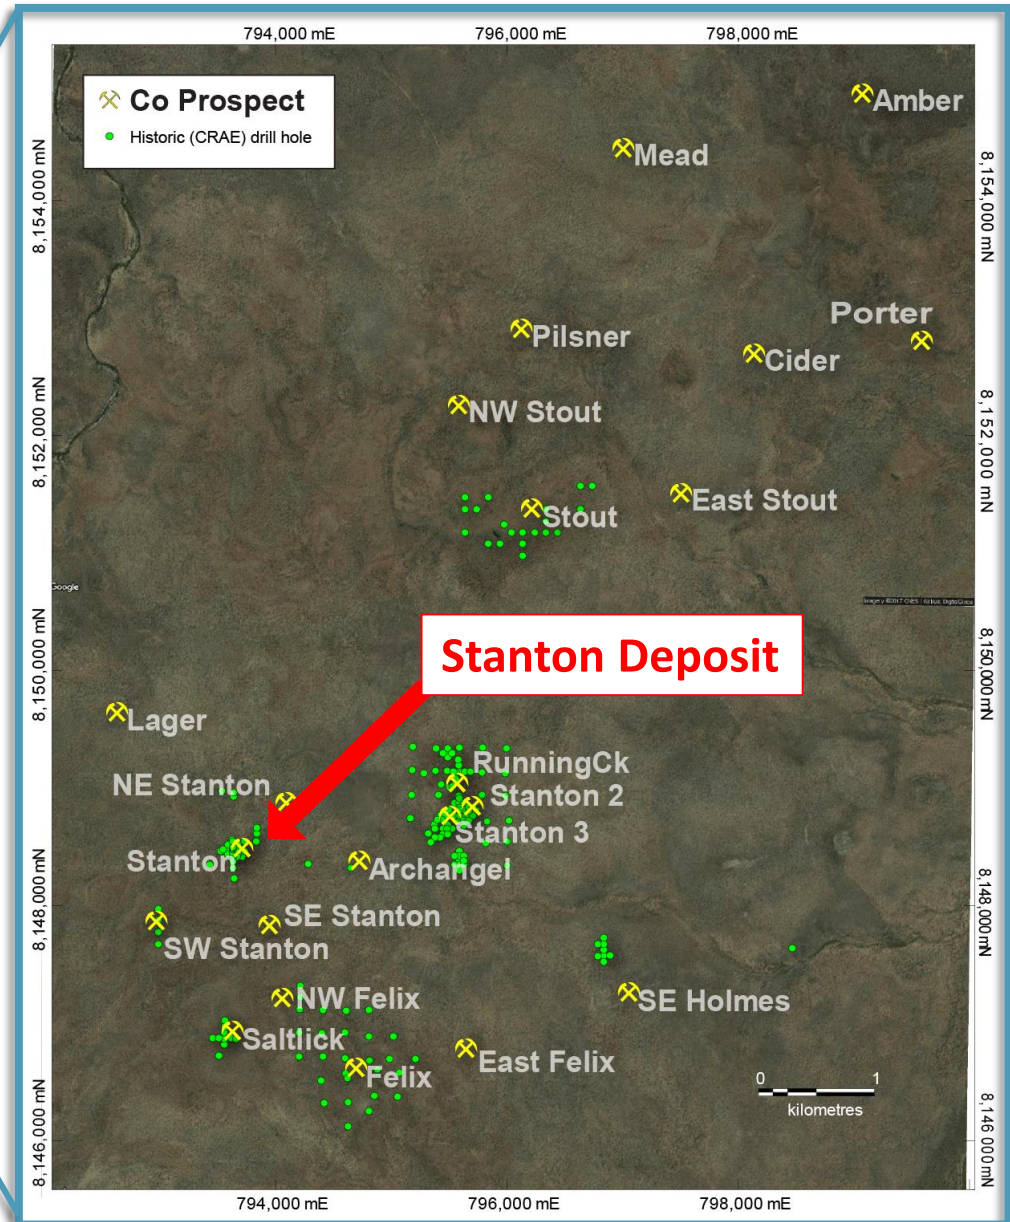 794,000 mE
796,000 mE
798,000 mE
Co Prospect
Historic (CRAE) drill hole
Amber
Mead
8,154,000 mN
8,154,000 mN
Porter
Pilsner
Cider
NW Stout
8,152,000 mN
8,152,000 mN
East Stout
Stout
Google
Stanton Deposit
8,150,000 mN
8,150,000 mN
Lager
RunningCk
NE Stanton
Stanton 2
Stanton 3
Stanton
Archangel
8,148,000 mN
8,148,000 mN
SE Stanton
SW Stanton
NW Felix
SE Holmes
Saltlick
East Felix
Felix
0
1
kilometres
8,146,000 mN
8,146 000 mN
794,000 mE
796,000 mE
798,000 mE